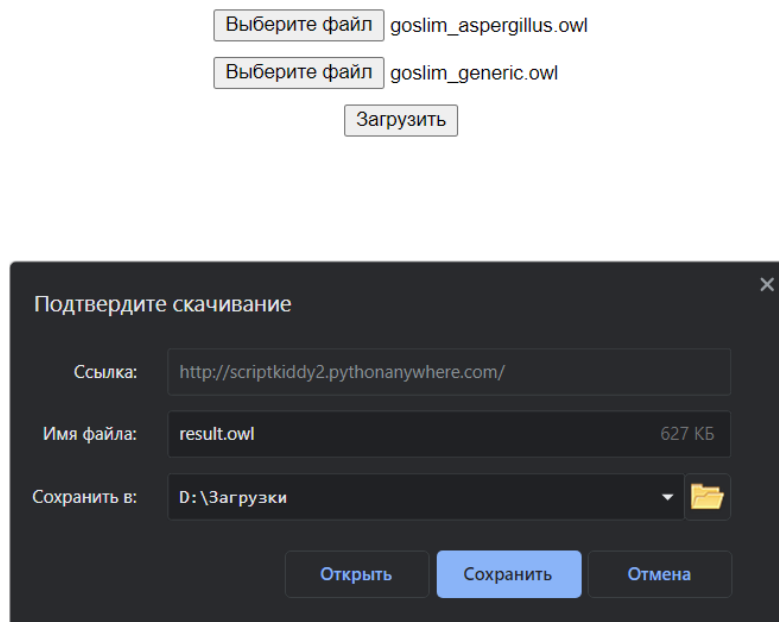 Выберите файл goslim_aspergillus.owl
Выберите файл goslim_generic.owl
Загрузить
Подтвердите скачивание
Ссылка: http://scriptkiddy2.pythonanywhere.com/
Имя файла: result.owl 627 КБ
Сохранить в: D:\Загрузки
Открыть Сохранить Отмена